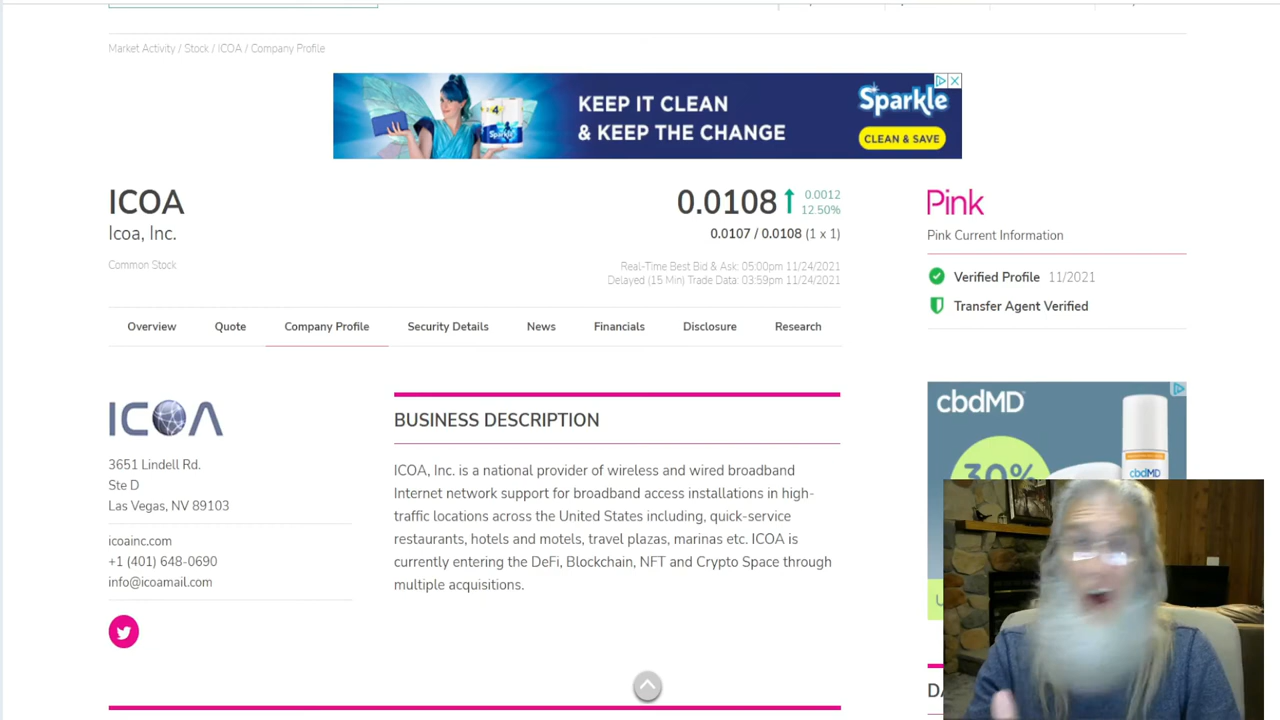 Market Activity / Stock / ICOA / Company Profile
KEEP IT CLEAN
& KEEP THE CHANGE
Sparkle
CLEAN & SAVE
Sparkle
ICOA
Icoa, Inc.
Common Stock
0.0108
0.0012
12.50%
0.0107 / 0.0108 (1 x 1)
Real-Time Best Bid & Ask: 05:00pm 11/24/2021
Delayed (15 Min) Trade Data: 03:59pm 11/24/2021
Pink
Pink Current Information
Verified Profile 11/2021
Transfer Agent Verified
Overview Quote Company Profile Security Details News Financials Disclosure Research
ICOA
3651 Lindell Rd.
Ste D
Las Vegas, NV 89103
icoainc.com
+1 (401) 648-0690
info@icoamail.com
BUSINESS DESCRIPTION
ICOA, Inc. is a national provider of wireless and wired broadband
Internet network support for broadband access installations in high-
traffic locations across the United States including, quick-service
restaurants, hotels and motels, travel plazas, marinas etc. ICOA is
currently entering the DeFi, Blockchain, NFT and Crypto Space through
multiple acquisitions.
cbdMD
30%
cbdMD